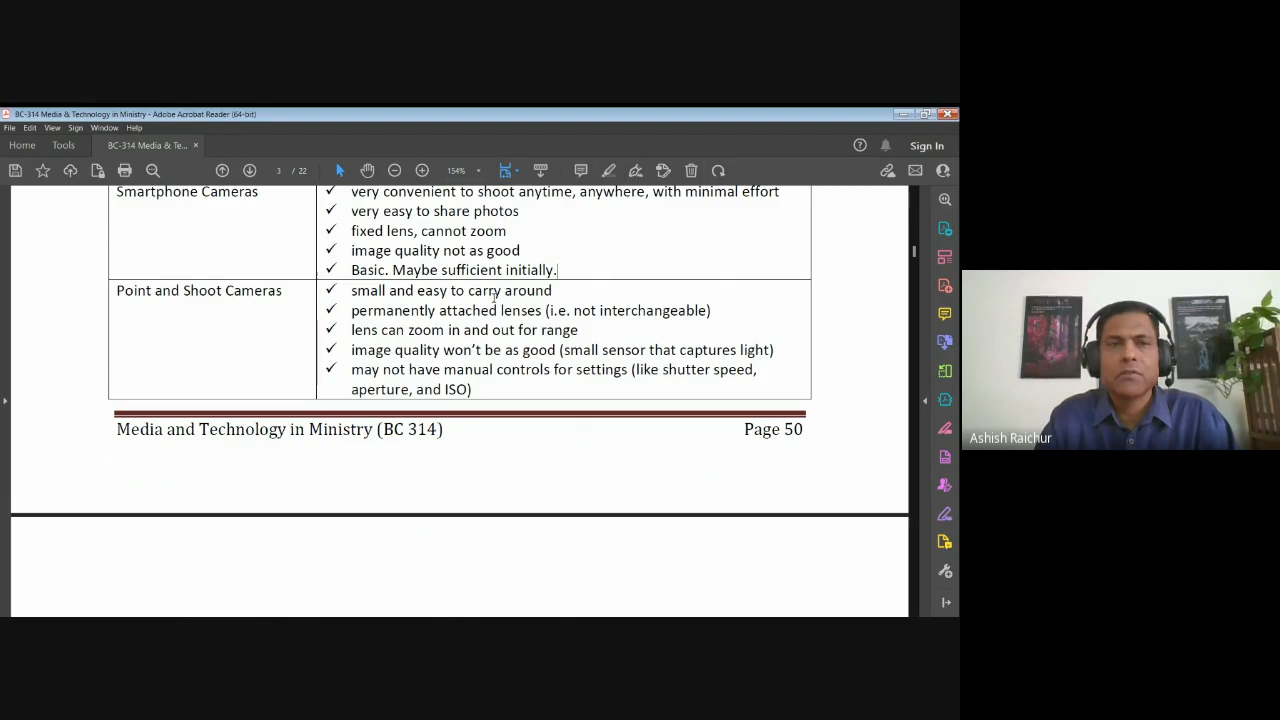 BC-314 Media & Technology in Ministry - Adobe Acrobat Reader (64-bit)
File Edit View Sign Window Help
Home Tools BC-314 Media & Te... × Sign In
3 / 22 154%
Smartphone Cameras ✓ very convenient to shoot anytime, anywhere, with minimal effort
✓ very easy to share photos
✓ fixed lens, cannot zoom
✓ image quality not as good
✓ Basic. Maybe sufficient initially.
Point and Shoot Cameras ✓ small and easy to carry around
✓ permanently attached lenses (i.e. not interchangeable)
✓ lens can zoom in and out for range
✓ image quality won’t be as good (small sensor that captures light)
✓ may not have manual controls for settings (like shutter speed,
aperture, and ISO)
Media and Technology in Ministry (BC 314) Page 50
Ashish Raichur